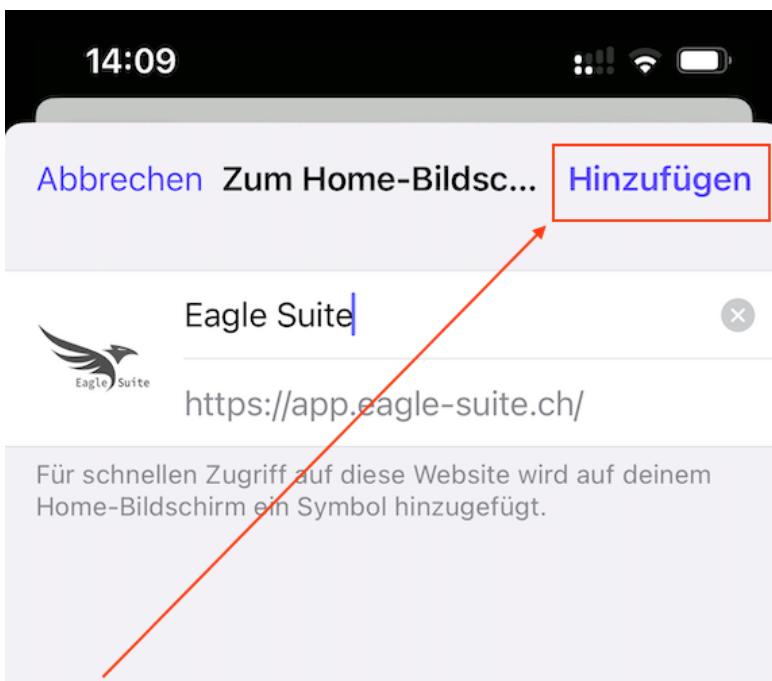 14:09
Abbrechen Zum Home-Bildsc... Hinzufügen
Eagle Suite
Eagle Suite
https://app.eagle-suite.ch/
Für schnellen Zugriff auf diese Website wird auf deinem
Home-Bildschirm ein Symbol hinzugefügt.